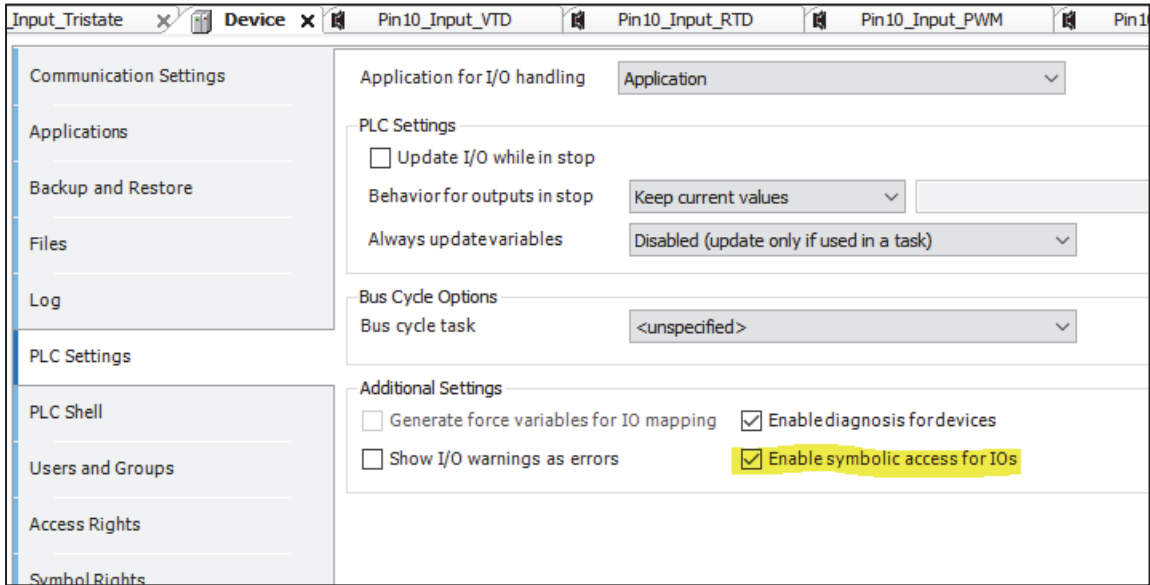 _Input_Tristate Device Pin10_Input_VTD Pin10_Input_RTD Pin10_Input_PWM Pin1
Communication Settings
Applications
Backup and Restore
Files
Log
PLC Settings
PLC Shell
Users and Groups
Access Rights
Symbol Rights
Application for I/O handling Application
PLC Settings
Update I/O while in stop
Behavior for outputs in stop Keep current values
Always update variables Disabled (update only if used in a task)
Bus Cycle Options
Bus cycle task <unspecified>
Additional Settings
Generate force variables for IO mapping Enable diagnosis for devices
Show I/O warnings as errors Enable symbolic access for IOs